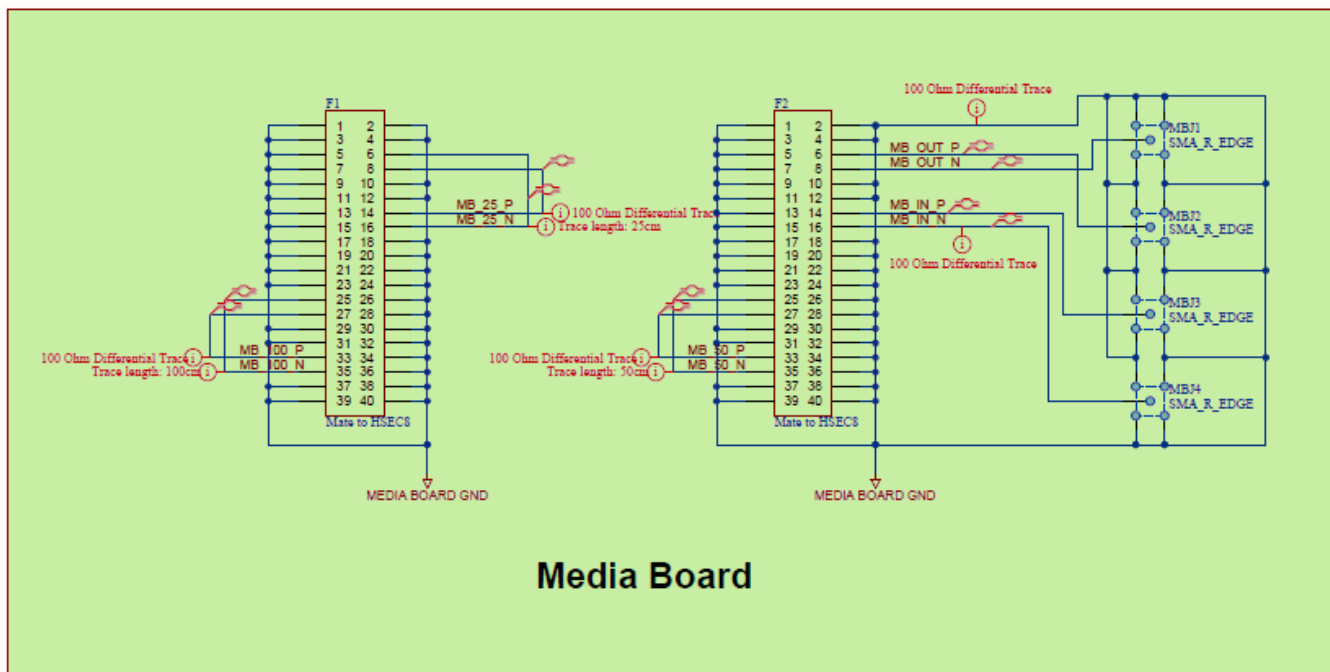 F1
1 2
3 4
5 6
7 8
9 10
11 12
13 14
15 16
17 18
19 20
21 22
23 24
25 26
27 28
29 30
31 32
33 34
35 36
37 38
39 40
Mate to HSEC8
MB_25_P
MB_25_N
i 100 Ohm Differential Trace
i Trace length: 25cm
100 Ohm Differential Trace i
Trace length: 100cm i
MB_100_P
MB_100_N
MEDIA BOARD GND
F2
1 2
3 4
5 6
7 8
9 10
11 12
13 14
15 16
17 18
19 20
21 22
23 24
25 26
27 28
29 30
31 32
33 34
35 36
37 38
39 40
Mate to HSEC8
100 Ohm Differential Trace
i
MB_OUT_P
MB_OUT_N
MB_IN_P
MB_IN_N
i
100 Ohm Differential Trace
100 Ohm Differential Trace i
Trace length: 50cm i
MB_50_P
MB_50_N
MEDIA BOARD GND
MBJ1
SMA_R_EDGE
MBJ2
SMA_R_EDGE
MBJ3
SMA_R_EDGE
MBJ4
SMA_R_EDGE
Media Board